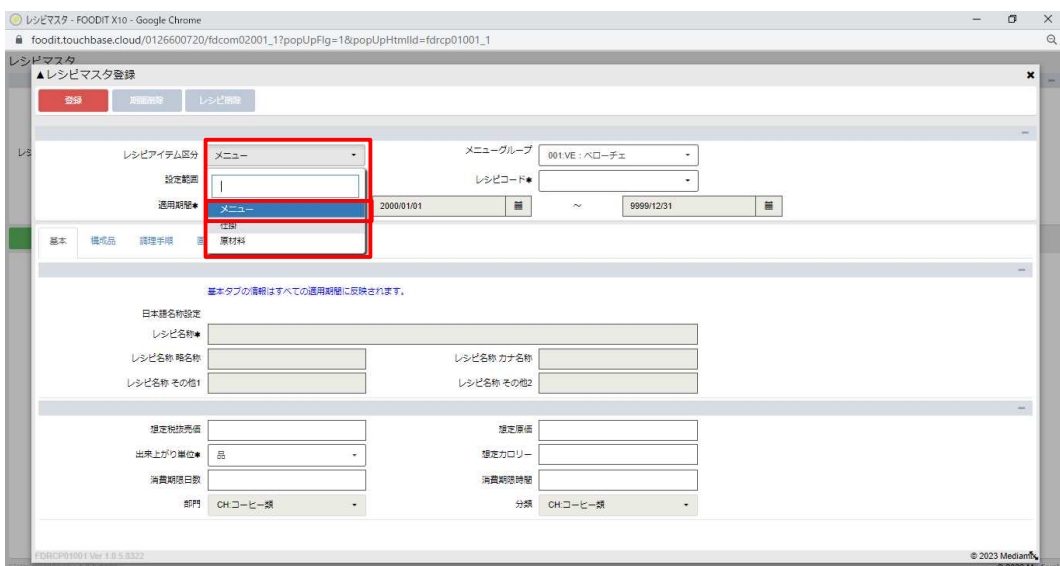 レシピマスタ - FOODIT X10 - Google Chrome
foodit.touchbase.cloud/0126600720/fdcom02001_1?popUpFlg=1&popUpHtmlId=fdrcp01001_1
レシピマスタ
▲レシピマスタ登録
登録 期間削除 レシピ削除
レシピアイテム区分 メニュー メニューグループ 001:VE : ベローチェ
設定範囲 レシピコード✱
適用期間✱ メニュー 2000/01/01 ～ 9999/12/31
仕掛
基本 構成品 調理手順 原材料
基本タブの情報はすべての適用期間に反映されます。
日本語名称設定
レシピ名称✱
レシピ名称 略名称 レシピ名称 カナ名称
レシピ名称 その他1 レシピ名称 その他2
想定税抜売価 想定原価
出来上がり単位✱ 品 想定カロリー
消費期限日数 消費期限時間
部門 CH:コーヒー類 分類 CH:コーヒー類
FDRCP01001 Ver 1.0.5.0322 © 2023 Mediamix